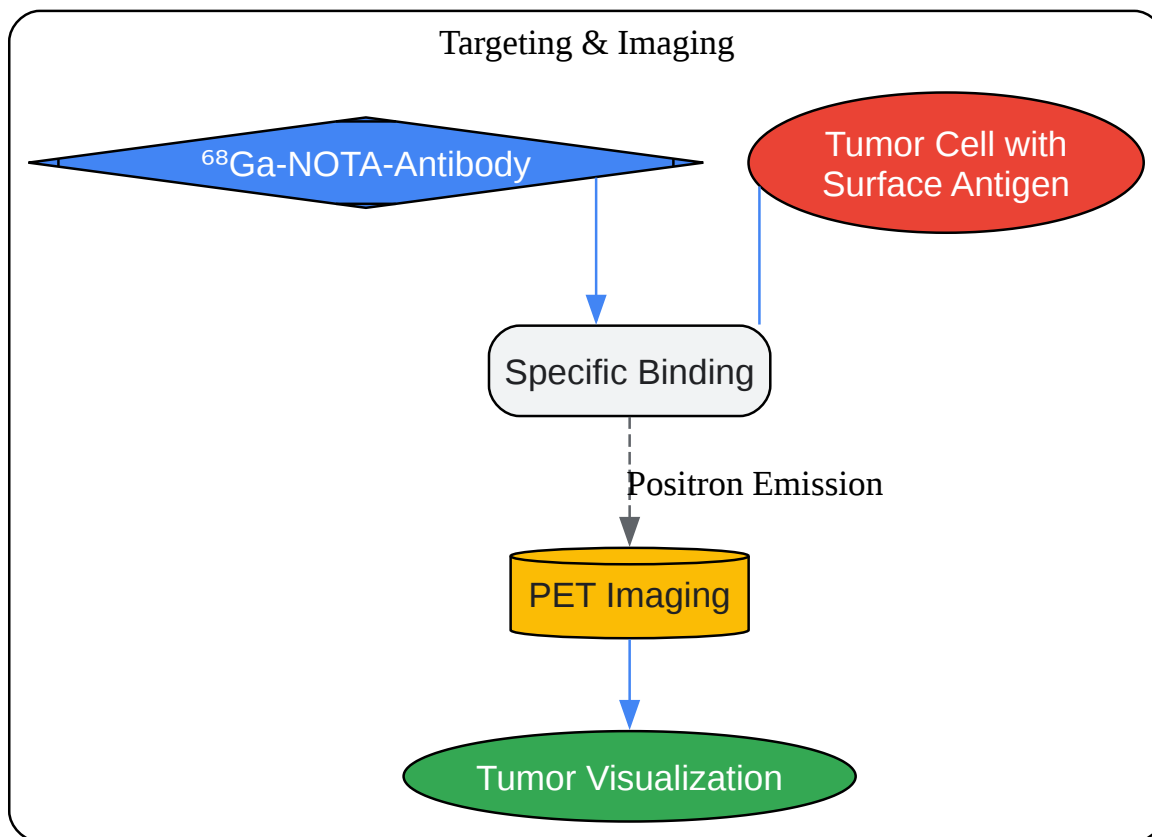 Targeting & Imaging
⁶⁸Ga-NOTA-Antibody
Tumor Cell with
Surface Antigen
Specific Binding
Positron Emission
PET Imaging
Tumor Visualization